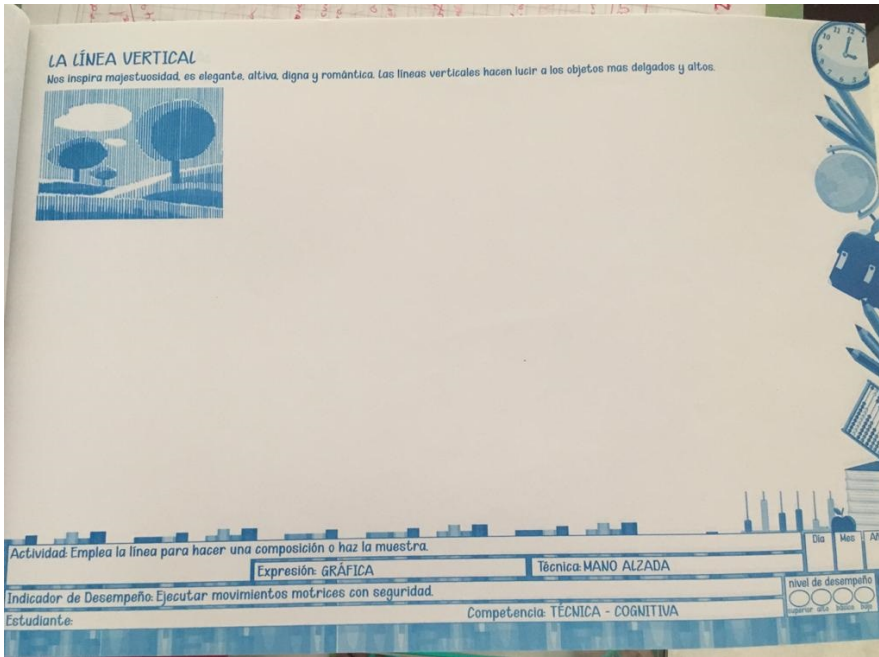 LA LÍNEA VERTICAL
Nos inspira majestuosidad, es elegante, altiva, digna y romántica. Las líneas verticales hacen lucir a los objetos mas delgados y altos.
Actividad: Emplea la línea para hacer una composición o haz la muestra.
Día Mes
Expresión: GRÁFICA
Técnica: MANO ALZADA
Indicador de Desempeño: Ejecutar movimientos motrices con seguridad.
nivel de desempeño
superior alto básico bajo
Estudiante:
Competencia: TÉCNICA - COGNITIVA